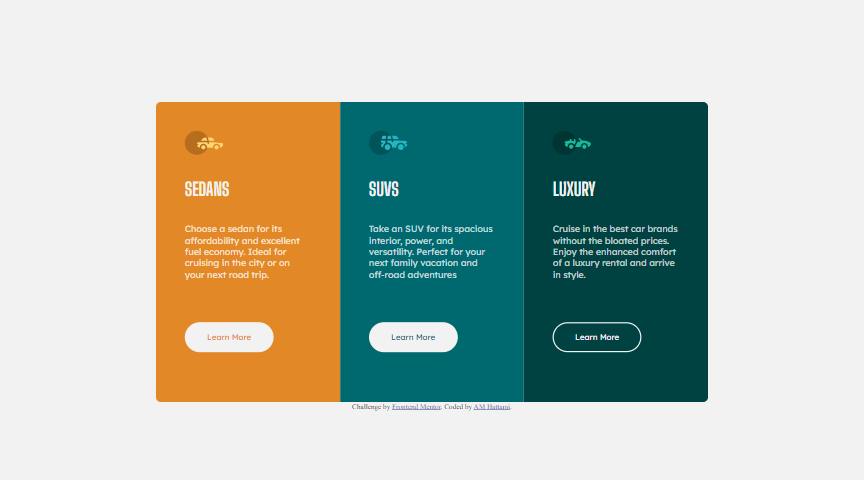 SEDANS
Choose a sedan for its
affordability and excellent
fuel economy. Ideal for
cruising in the city or on
your next road trip.
Learn More
SUVS
Take an SUV for its spacious
interior, power, and
versatility. Perfect for your
next family vacation and
off-road adventures
Learn More
LUXURY
Cruise in the best car brands
without the bloated prices.
Enjoy the enhanced comfort
of a luxury rental and arrive
in style.
Learn More
Challenge by Frontend Mentor. Coded by AM Hattami.